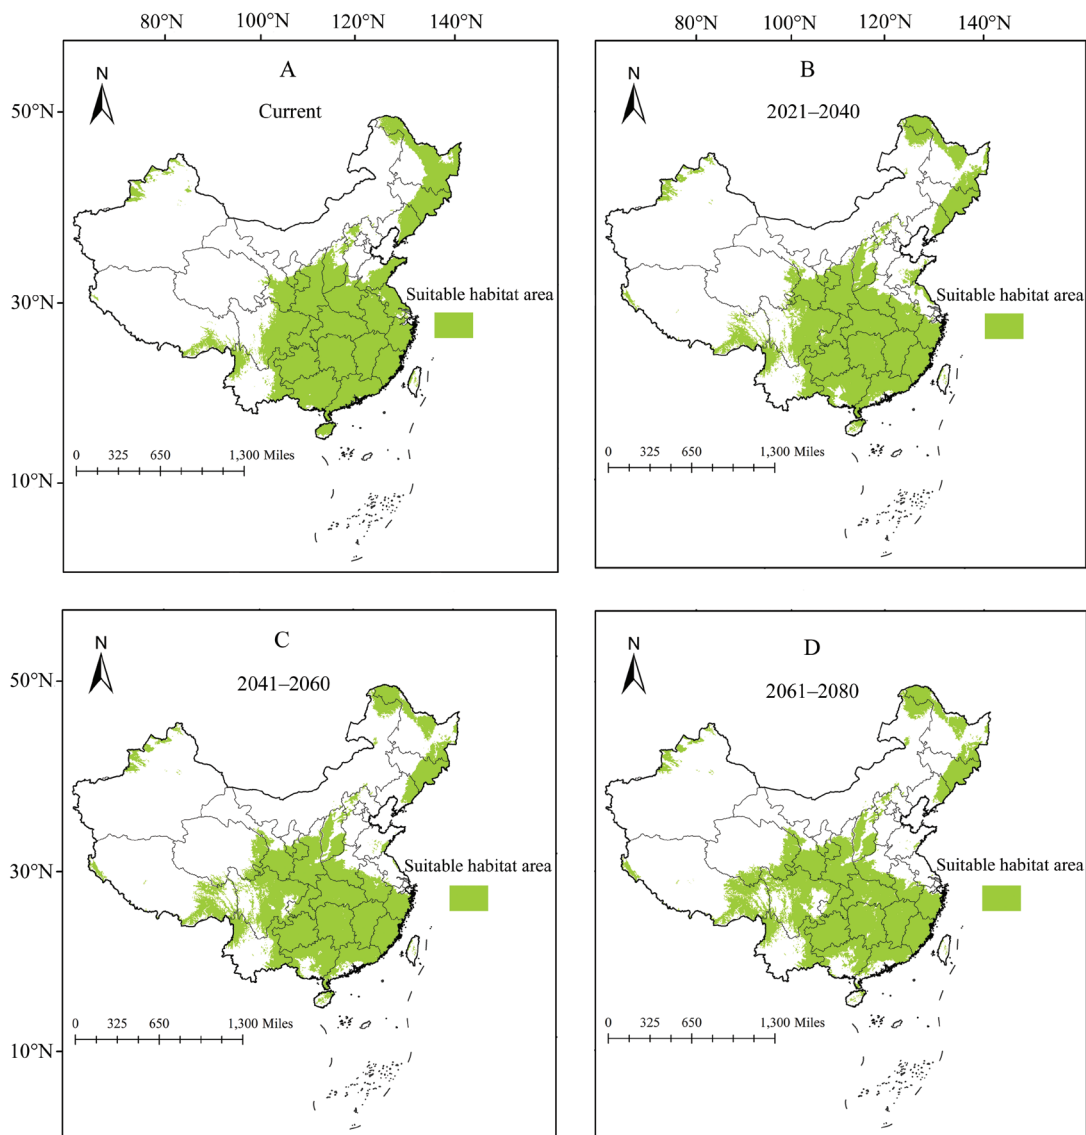 80°N 100°N 120°N 140°N 80°N 100°N 120°N 140°N
N
A
Current
50°N
30°N
10°N
Suitable habitat area
0 325 650 1,300 Miles
N
B
2021–2040
Suitable habitat area
0 325 650 1,300 Miles
N
C
2041–2060
50°N
30°N
10°N
Suitable habitat area
0 325 650 1,300 Miles
N
D
2061–2080
Suitable habitat area
0 325 650 1,300 Miles